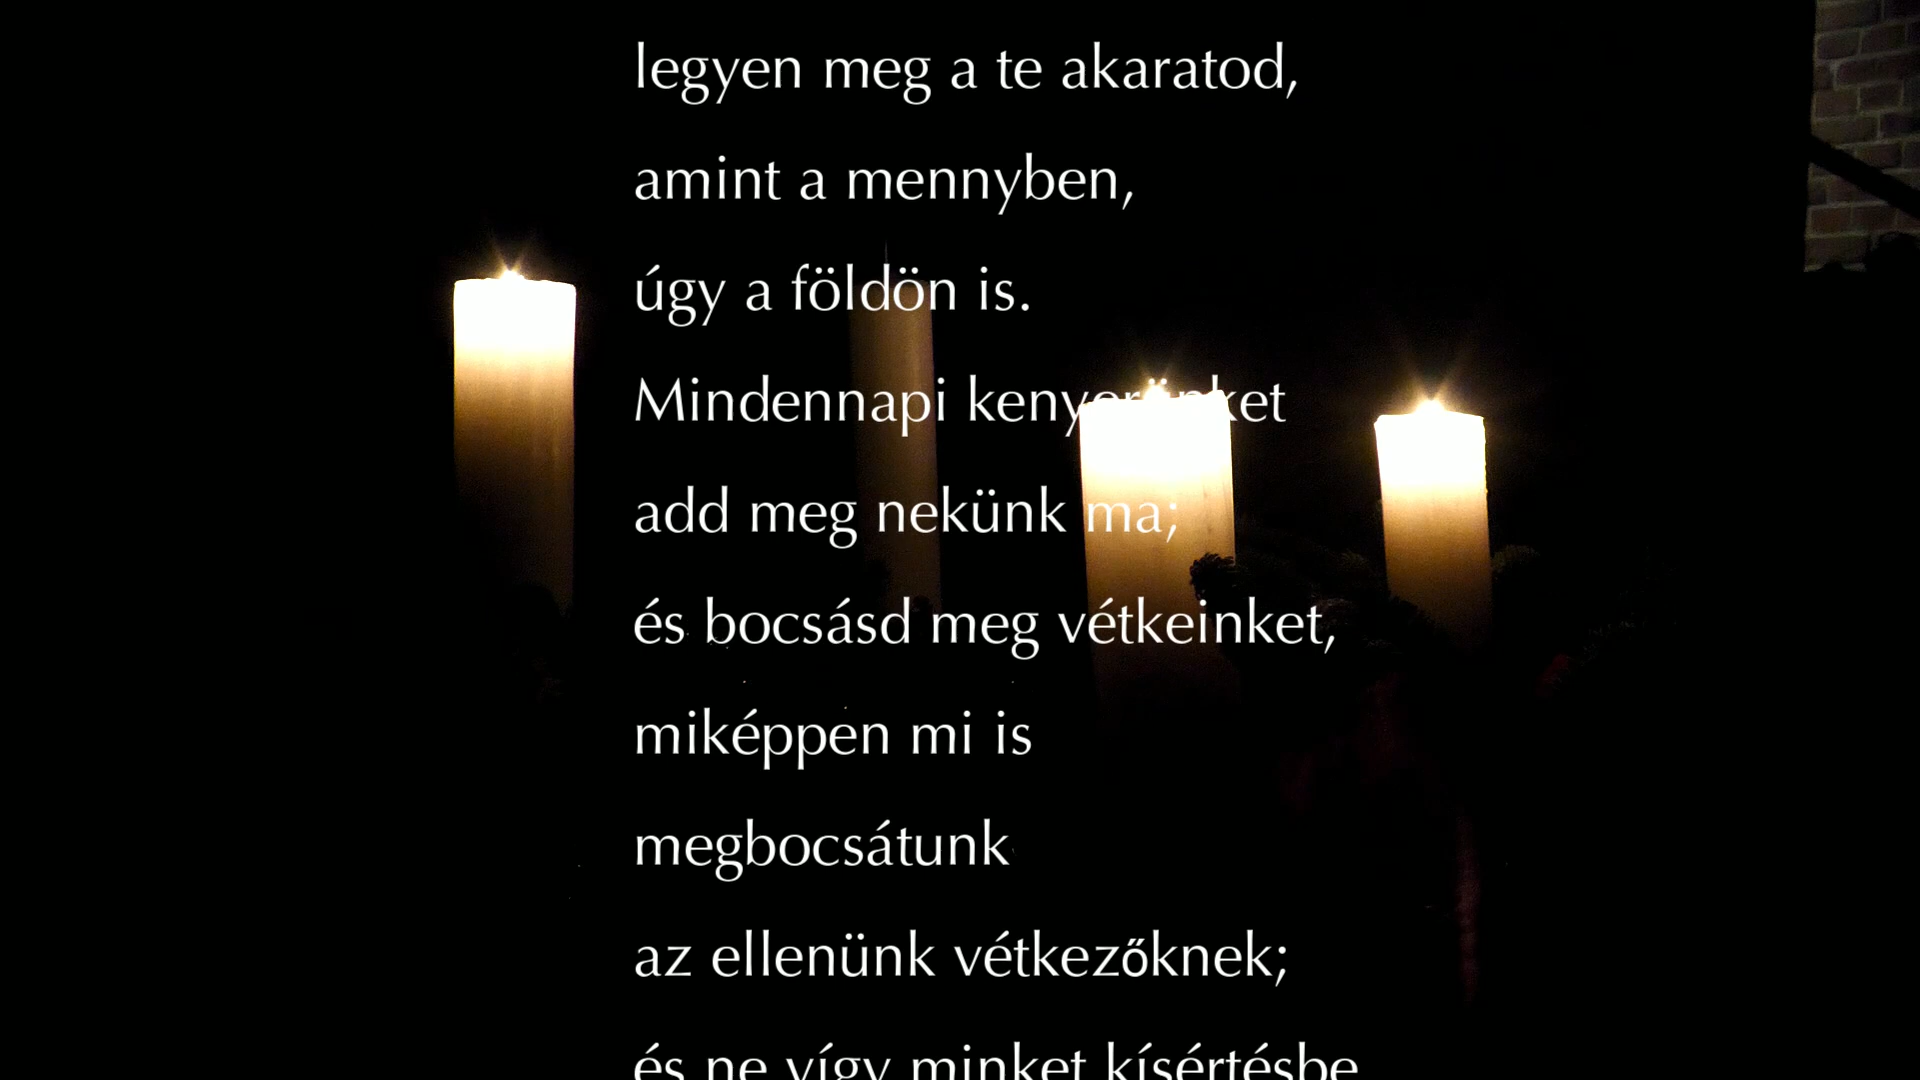 legyen meg a te akaratod,
amint a mennyben,
úgy a földön is.
Mindennapi kenyerünket
add meg nekünk ma;
és bocsásd meg vétkeinket,
miképpen mi is
megbocsátunk
az ellenünk vétkezőknek;
és ne vígy minket kísértésbe